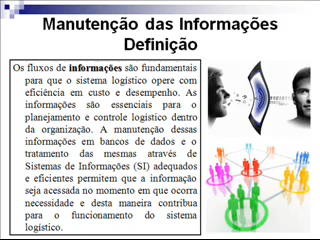 Manutenção das Informações
Definição
Os fluxos de informações são fundamentais
para que o sistema logístico opere com
eficiência em custo e desempenho. As
informações são essenciais para o
planejamento e controle logístico dentro
da organização. A manutenção dessas
informações em bancos de dados e o
tratamento das mesmas através de
Sistemas de Informações (SI) adequados
e eficientes permitem que a informação
seja acessada no momento em que ocorra
necessidade e desta maneira contribua
para o funcionamento do sistema
logístico.